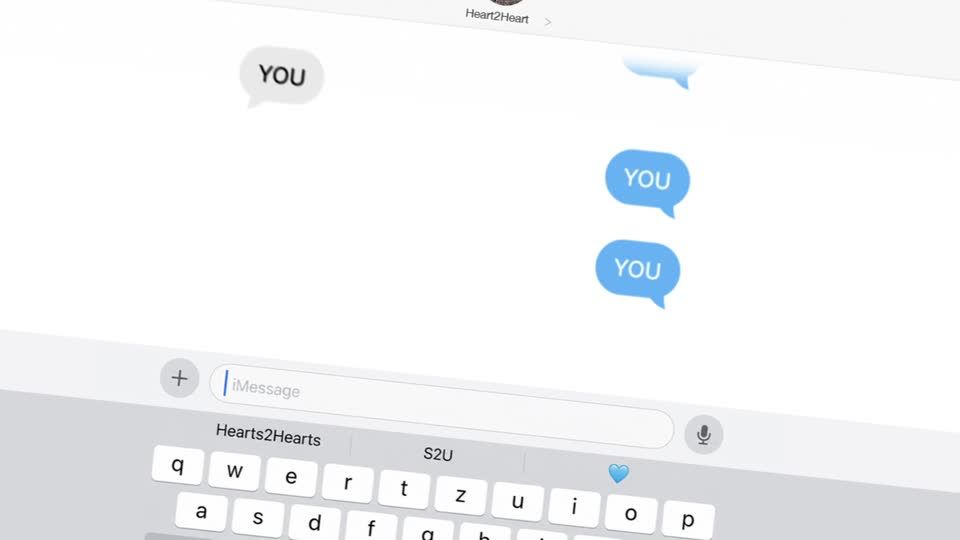 Heart2Heart >
YOU
YOU
YOU
iMessage
Hearts2Hearts
S2U
q w e r t z u i o p
a s d f g h